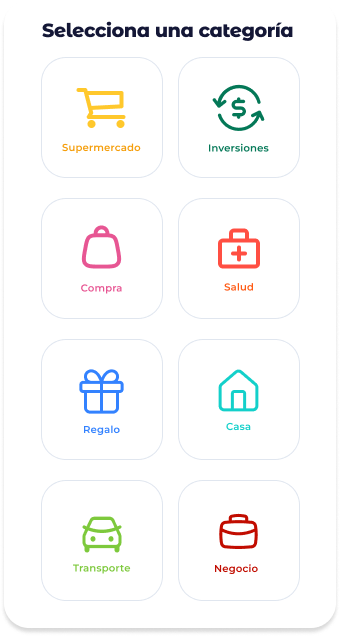 Selecciona una categoría
Supermercado
Inversiones
Compra
Salud
Regalo
Casa
Transporte
Negocio